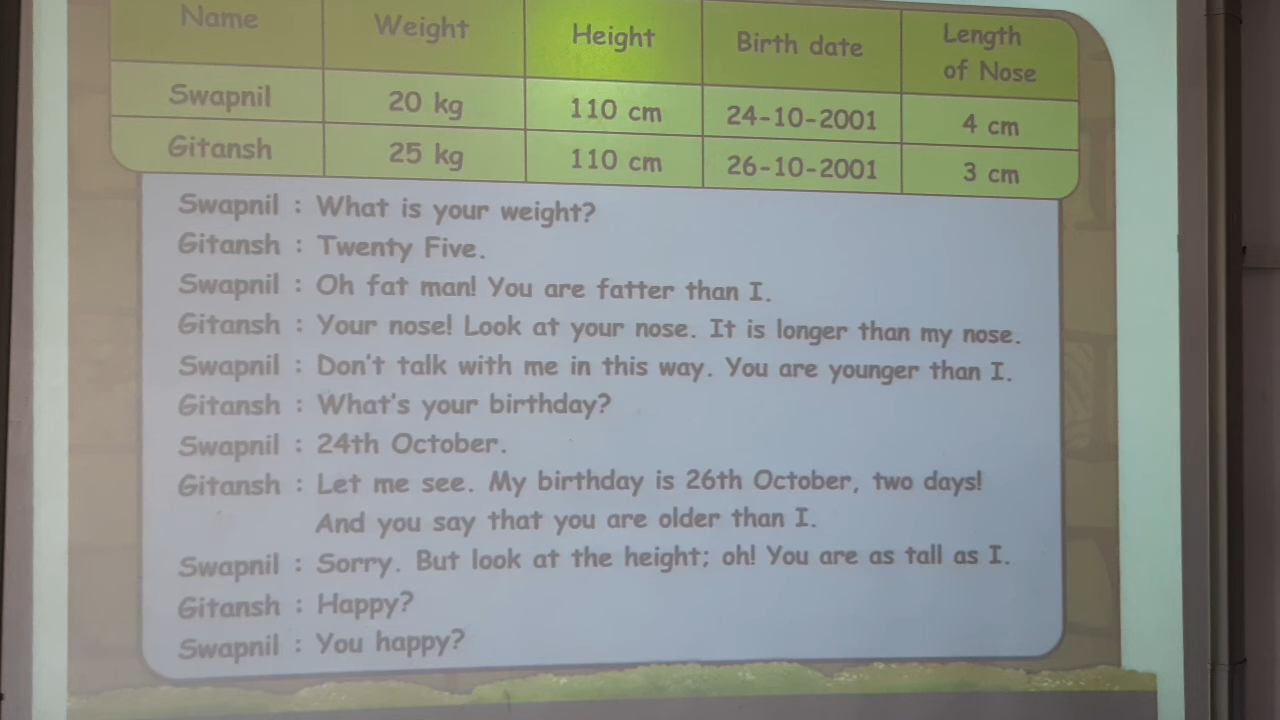 Name Weight Height Birth date Length of Nose
Swapnil 20 kg 110 cm 24-10-2001 4 cm
Gitansh 25 kg 110 cm 26-10-2001 3 cm
Swapnil : What is your weight?
Gitansh : Twenty Five.
Swapnil : Oh fat man! You are fatter than I.
Gitansh : Your nose! Look at your nose. It is longer than my nose.
Swapnil : Don't talk with me in this way. You are younger than I.
Gitansh : What's your birthday?
Swapnil : 24th October.
Gitansh : Let me see. My birthday is 26th October, two days!
And you say that you are older than I.
Swapnil : Sorry. But look at the height; oh! You are as tall as I.
Gitansh : Happy?
Swapnil : You happy?